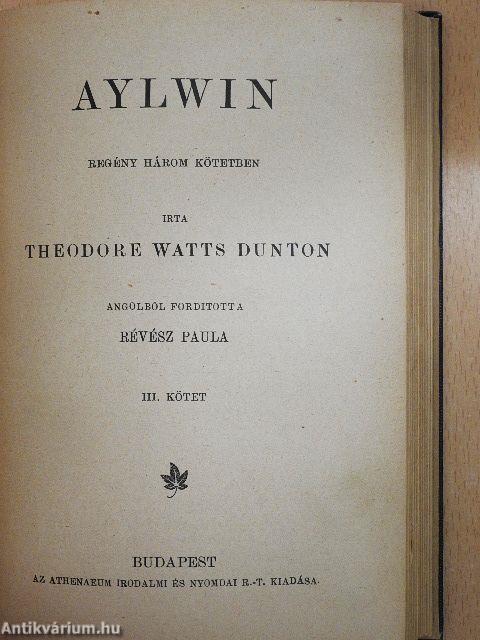 AYLWIN
REGÉNY HÁROM KÖTETBEN
IRTA
THEODORE WATTS DUNTON
ANGOLBÓL FORDITOTTA
RÉVÉSZ PAULA
III. KÖTET
BUDAPEST
AZ ATHENAEUM IRODALMI ÉS NYOMDAI R.-T. KIADÁSA.
Antikvárium.hu